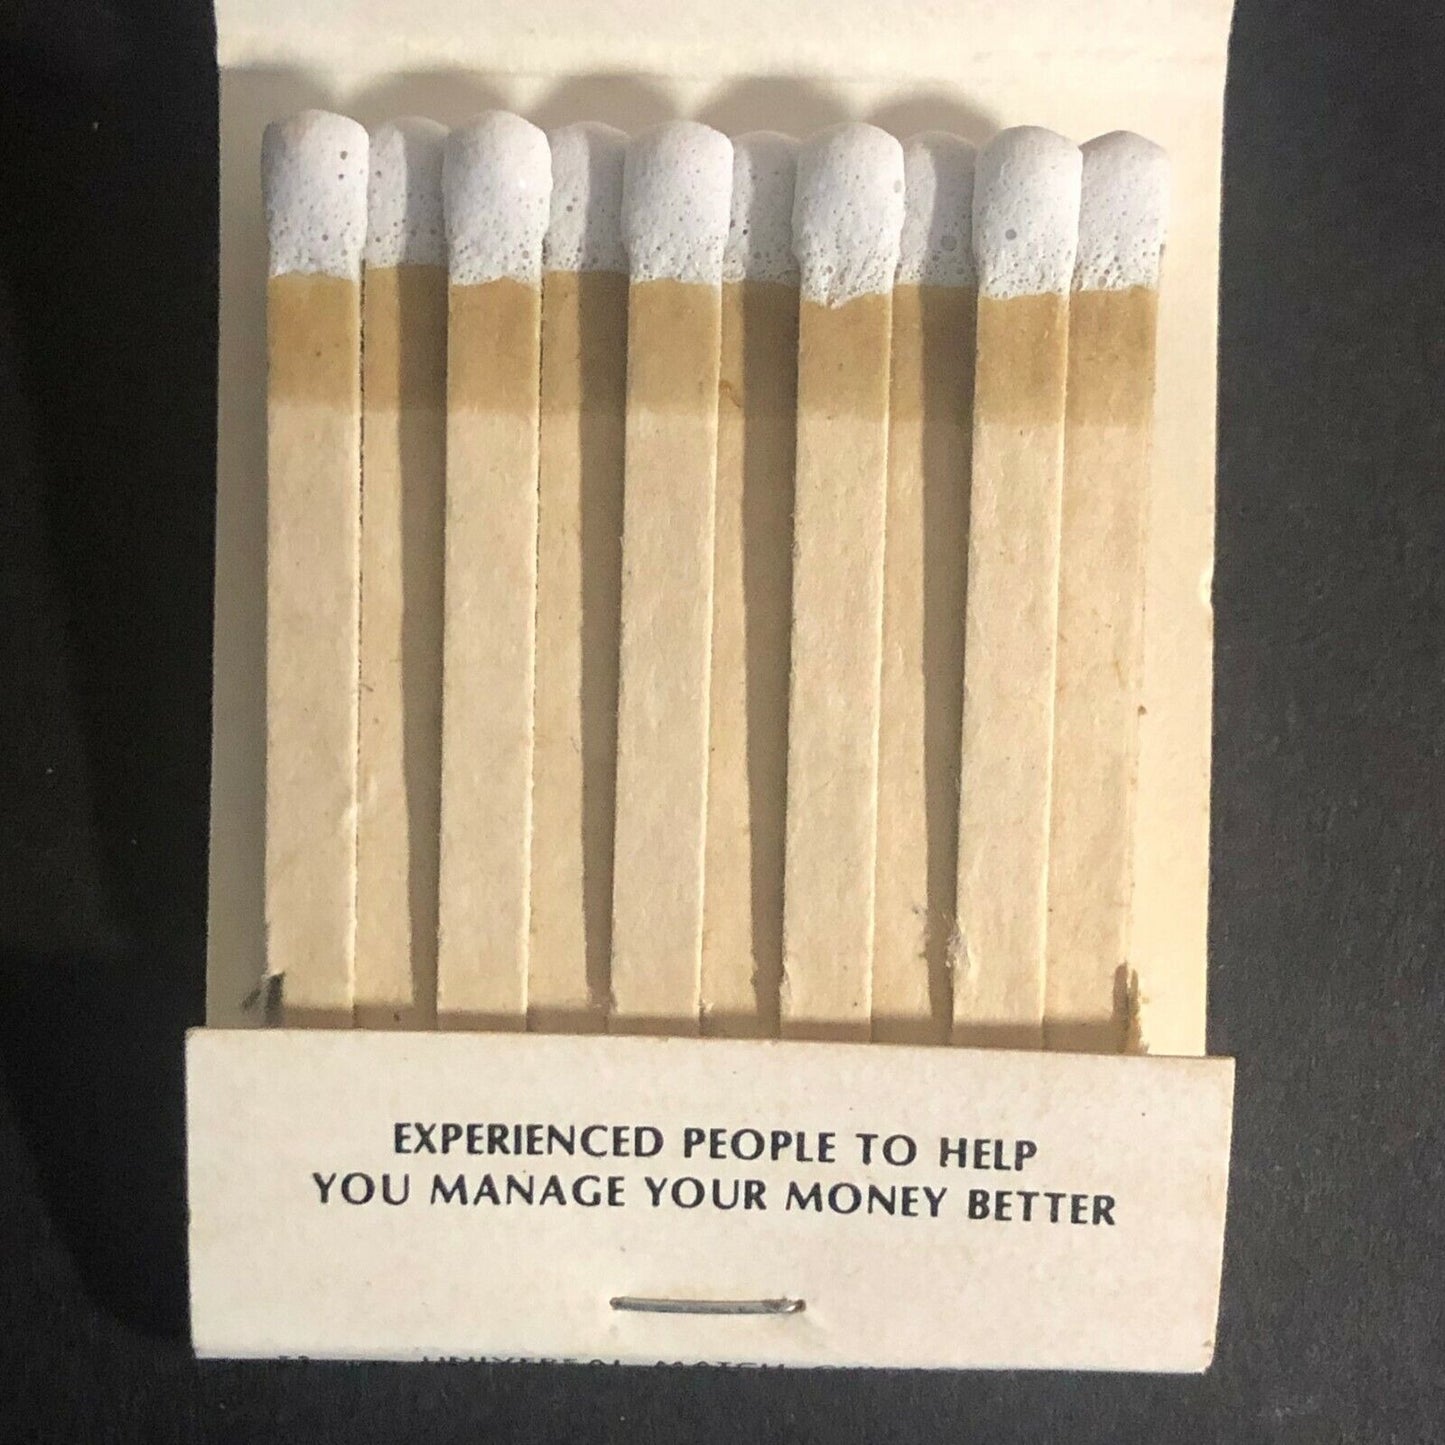 EXPERIENCED PEOPLE TO HELP
YOU MANAGE YOUR MONEY BETTER